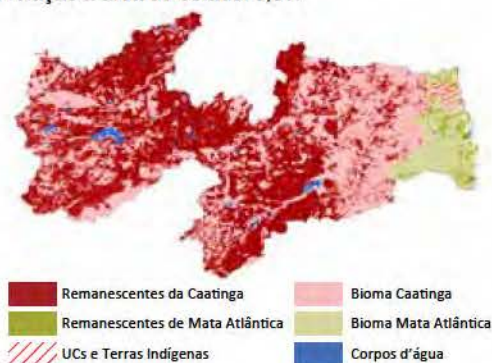 Remanescentes da Caatinga
Bioma Caatinga
Remanescentes de Mata Atlântica
Bioma Mata Atlântica
UCs e Terras Indígenas
Corpos d'água